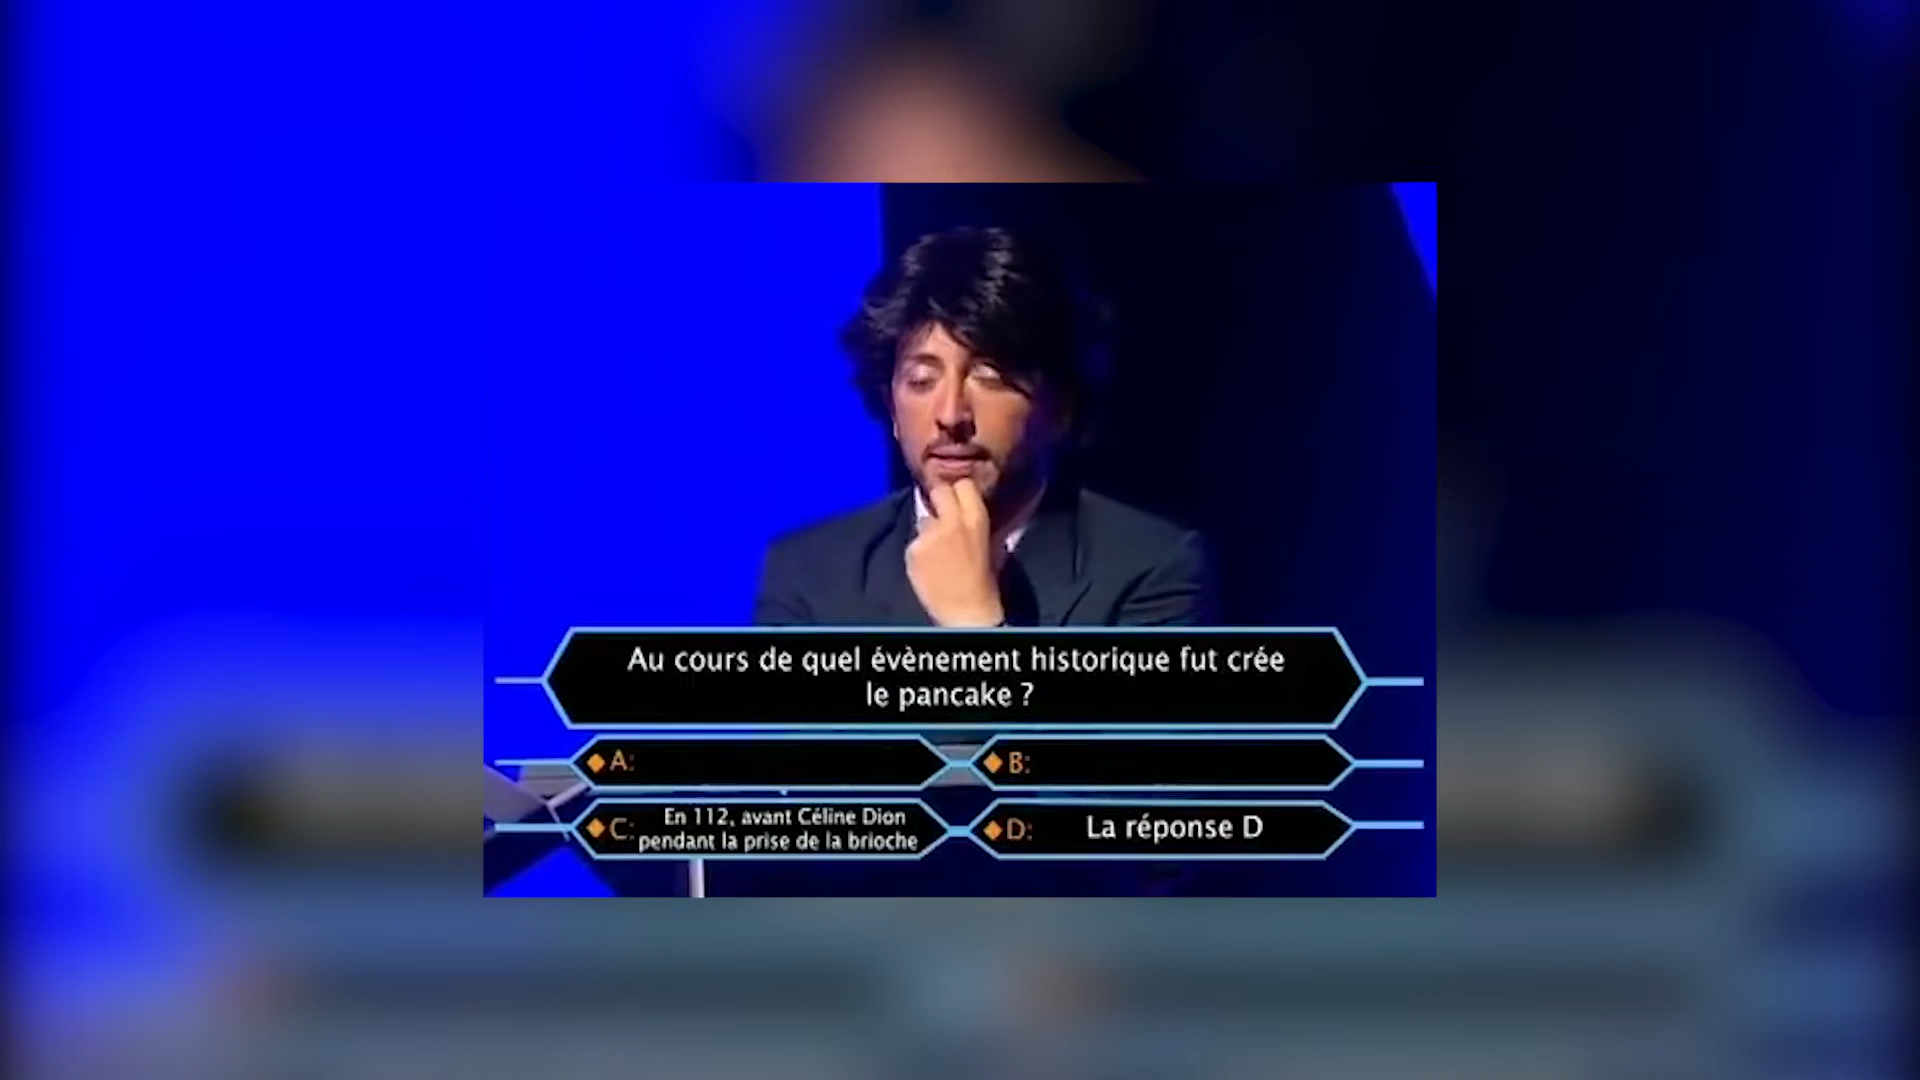 Au cours de quel évènement historique fut crée
le pancake ?
A:
B:
C: En 112, avant Céline Dion
pendant la prise de la brioche
D: La réponse D